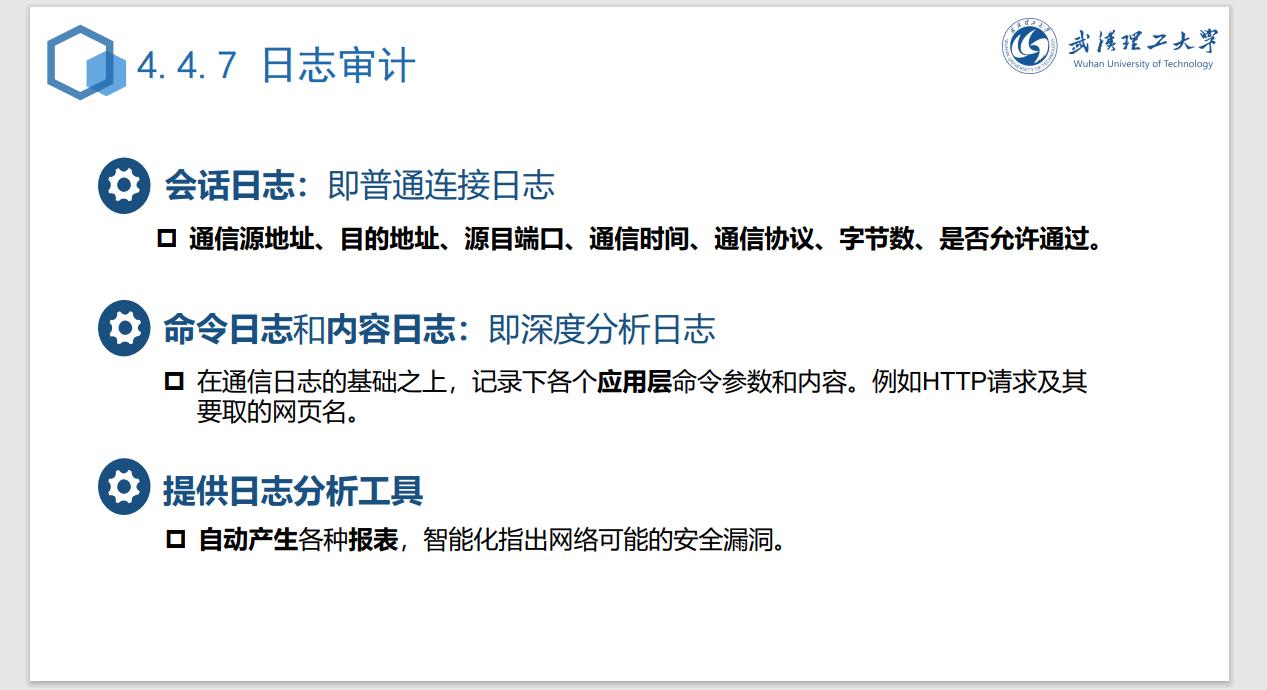 4.4.7 日志审计
武汉理工大学
Wuhan University of Technology
会话日志：即普通连接日志
通信源地址、目的地址、源目端口、通信时间、通信协议、字节数、是否允许通过。
命令日志和内容日志：即深度分析日志
在通信日志的基础之上，记录下各个应用层命令参数和内容。例如HTTP请求及其
要取的网页名。
提供日志分析工具
自动产生各种报表，智能化指出网络可能的安全漏洞。